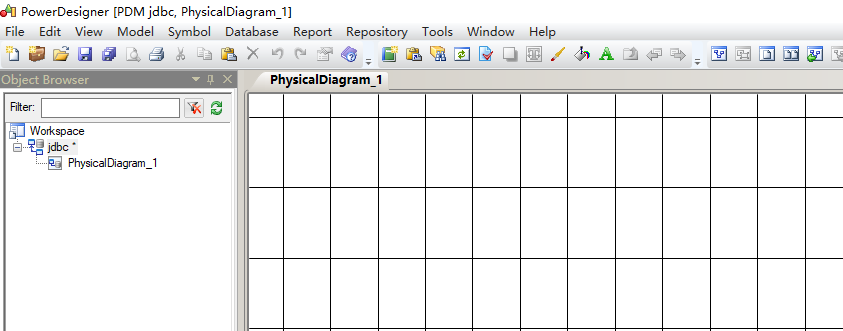 PowerDesigner [PDM jdbc, PhysicalDiagram_1]
File Edit View Model Symbol Database Report Repository Tools Window Help
Object Browser
PhysicalDiagram_1
Filter:
Workspace
jdbc *
PhysicalDiagram_1